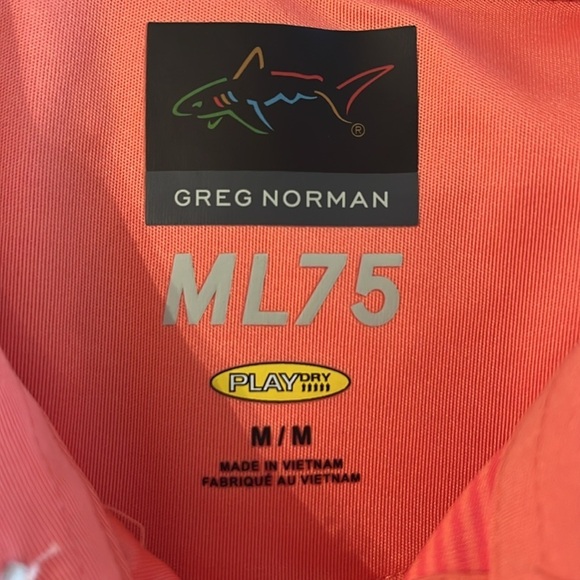 ®
GREG NORMAN
ML75
PLAYDRY
M/M
MADE IN VIETNAM
FABRIQUÉ AU VIETNAM